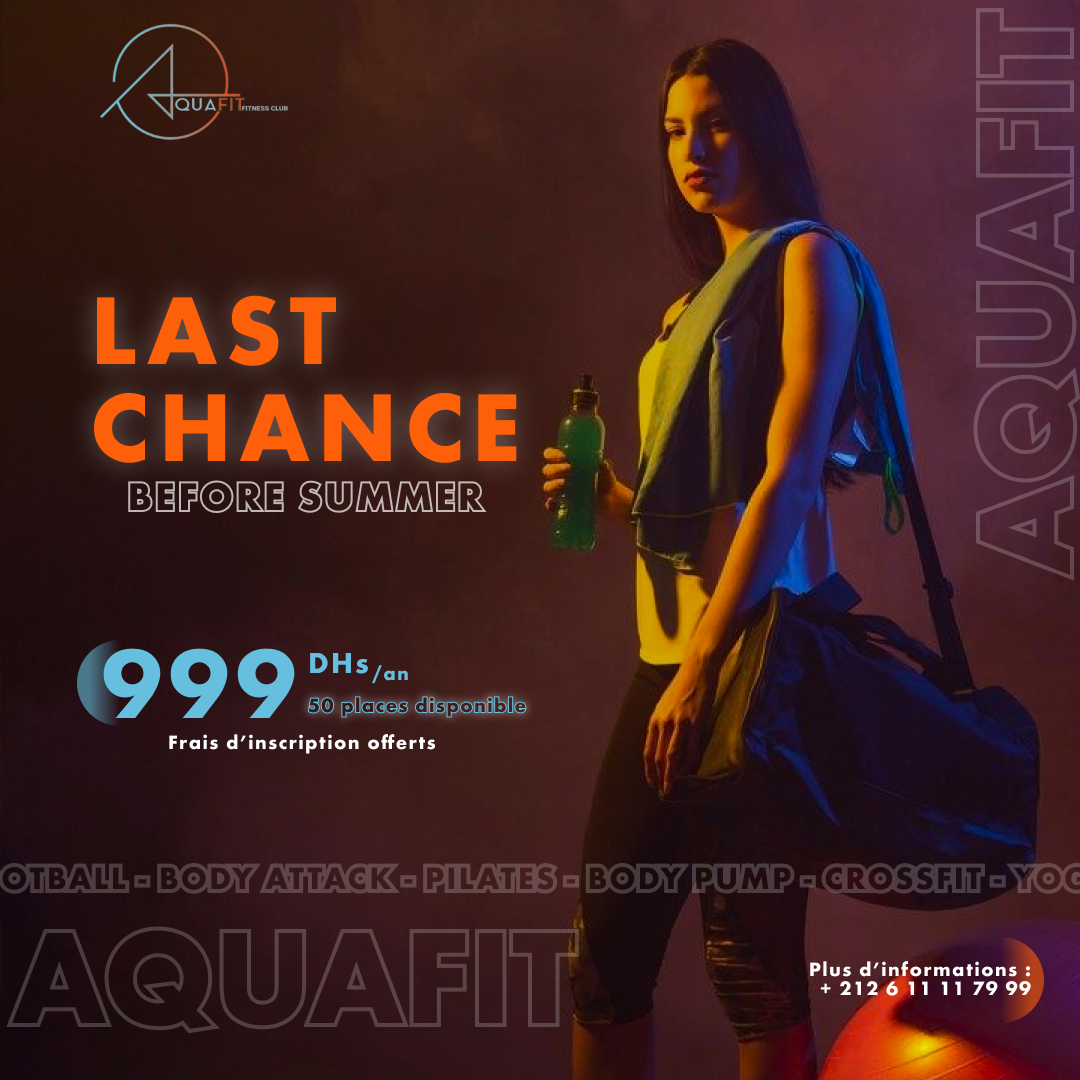 AQUAFIT FITNESS CLUB
AQUAFIT
LAST
CHANCE
BEFORE SUMMER
999 DHs/an
50 places disponible
Frais d’inscription offerts
OTBALL - BODY ATTACK - PILATES - BODY PUMP - CROSSFIT - YOG
AQUAFIT
Plus d’informations :
+ 212 6 11 11 79 99